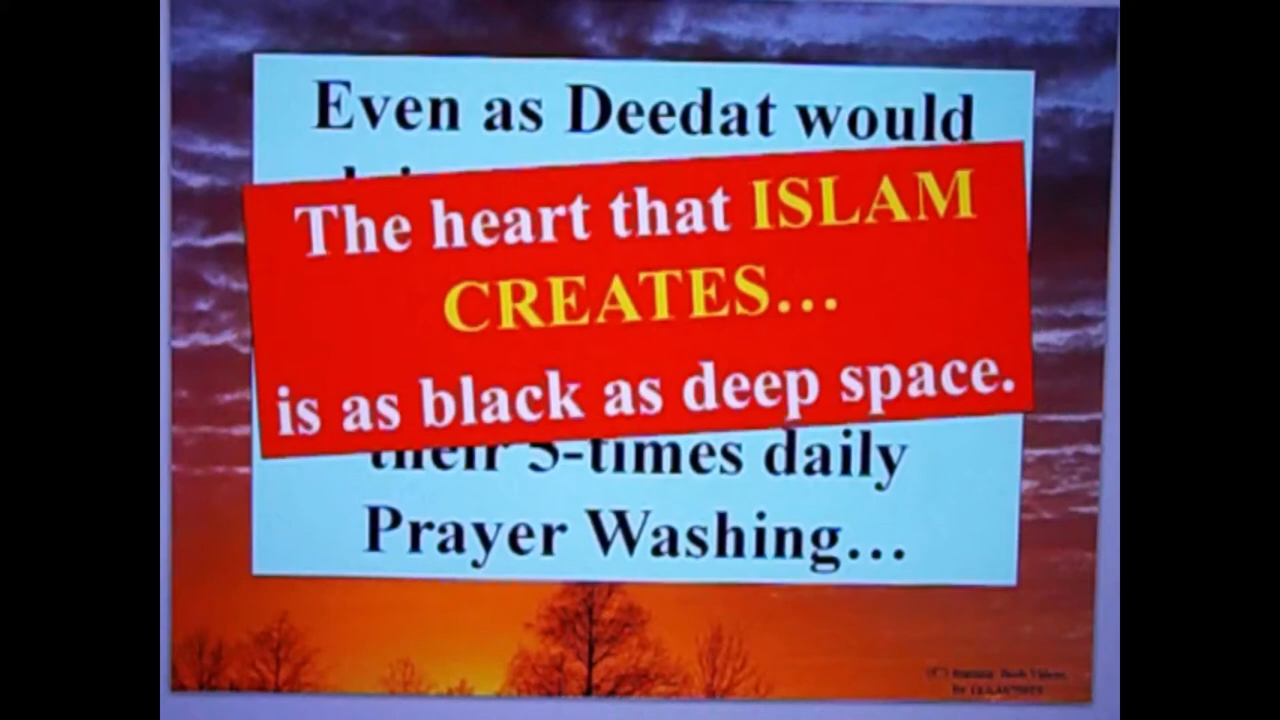 Even as Deedat would
The heart that ISLAM
CREATES…
is as black as deep space.
their 5-times daily
Prayer Washing…